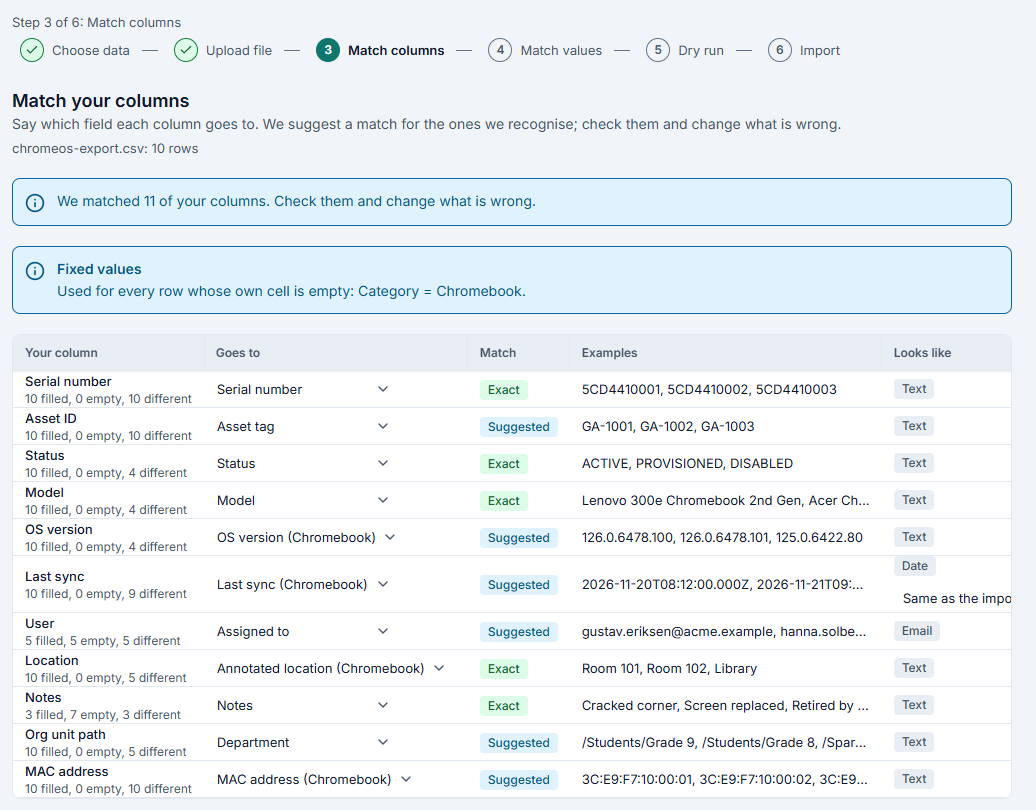 Step 3 of 6: Match columns
Choose data — Upload file — 3 Match columns — 4 Match values — 5 Dry run — 6 Import
Match your columns
Say which field each column goes to. We suggest a match for the ones we recognise; check them and change what is wrong.
chromeos-export.csv: 10 rows
We matched 11 of your columns. Check them and change what is wrong.
Fixed values
Used for every row whose own cell is empty: Category = Chromebook.
Your column Goes to Match Examples Looks like
Serial number
10 filled, 0 empty, 10 different
Serial number Exact 5CD4410001, 5CD4410002, 5CD4410003 Text
Asset ID
10 filled, 0 empty, 10 different
Asset tag Suggested GA-1001, GA-1002, GA-1003 Text
Status
10 filled, 0 empty, 4 different
Status Exact ACTIVE, PROVISIONED, DISABLED Text
Model
10 filled, 0 empty, 4 different
Model Exact Lenovo 300e Chromebook 2nd Gen, Acer Ch... Text
OS version
10 filled, 0 empty, 4 different
OS version (Chromebook) Suggested 126.0.6478.100, 126.0.6478.101, 125.0.6422.80 Text
Last sync
10 filled, 0 empty, 9 different
Last sync (Chromebook) Suggested 2026-11-20T08:12:00.000Z, 2026-11-21T09:... Date
Same as the impo
User
5 filled, 5 empty, 5 different
Assigned to Suggested gustav.eriksen@acme.example, hanna.solbe... Email
Location
10 filled, 0 empty, 5 different
Annotated location (Chromebook) Exact Room 101, Room 102, Library Text
Notes
3 filled, 7 empty, 3 different
Notes Exact Cracked corner, Screen replaced, Retired by ... Text
Org unit path
10 filled, 0 empty, 5 different
Department Suggested /Students/Grade 9, /Students/Grade 8, /Spar... Text
MAC address
10 filled, 0 empty, 10 different
MAC address (Chromebook) Suggested 3C:E9:F7:10:00:01, 3C:E9:F7:10:00:02, 3C:E9... Text